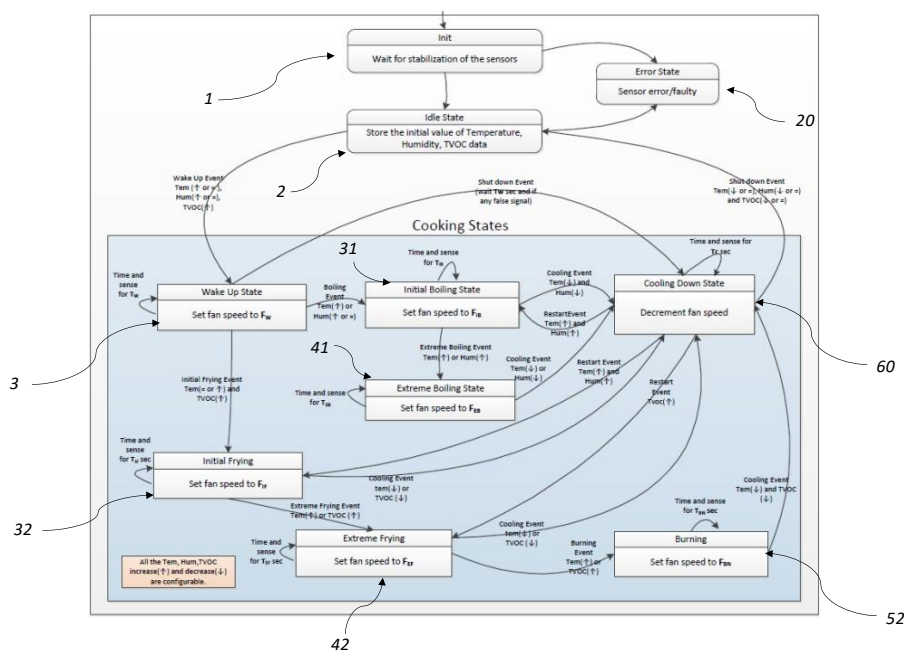 Init
Wait for stabilization of the sensors
1
Error State
Sensor error/faulty
20
Idle State
Store the initial value of Temperature,
Humidity, TVOC data
2
Wake Up Event
Tem (↑ or =),
Hum(↑ or =),
TVOC(↑)
Shut down Event
(wait TW sec and if
any false signal)
Shut down Event
Tem(↓ or =), Hum(↓ or =)
and TVOC(↓ or =)
Cooking States
31
Time and sense
for TIB
Time and sense for
Tc sec
Time and
sense
for TW
Wake Up State
Set fan speed to FW
3
Boiling
Event
Tem(↑) or
Hum(↑ or =)
Initial Boiling State
Set fan speed to FIB
Cooling Event
Tem(↓) and
Hum(↓)
RestartEvent
Tem(↑) and
Hum(↑)
Cooling Down State
Decrement fan speed
60
41
Extreme Boiling Event
Tem(↑) or Hum(↑)
Cooling Event
Tem(↓) or
Hum(↓)
Restart Event
Tem(↑) and
Hum(↑)
Restart
Event
Tvoc(↑)
Time and sense
for TEB
Extreme Boiling State
Set fan speed to FEB
Initial Frying Event
Tem(= or ↑) and
TVOC(↑)
Time and
sense
for TIF sec
Initial Frying
Set fan speed to FIF
32
Cooling Event
tem(↓) or
TVOC (↓)
Cooling Event
Tem(↓) and TVOC
(↓)
Extreme Frying Event
Tem(↑) or TVOC (↑)
Time and
sense
for TEF sec
Extreme Frying
Set fan speed to FEF
42
Cooling Event
tem(↓) or
TVOC (↓)
Burning
Event
Tem(↑) or
TVOC(↑)
Time and sense
for TBN sec
Burning
Set fan speed to FBN
52
All the Tem, Hum,TVOC
increase(↑) and decrease(↓)
are configurable.